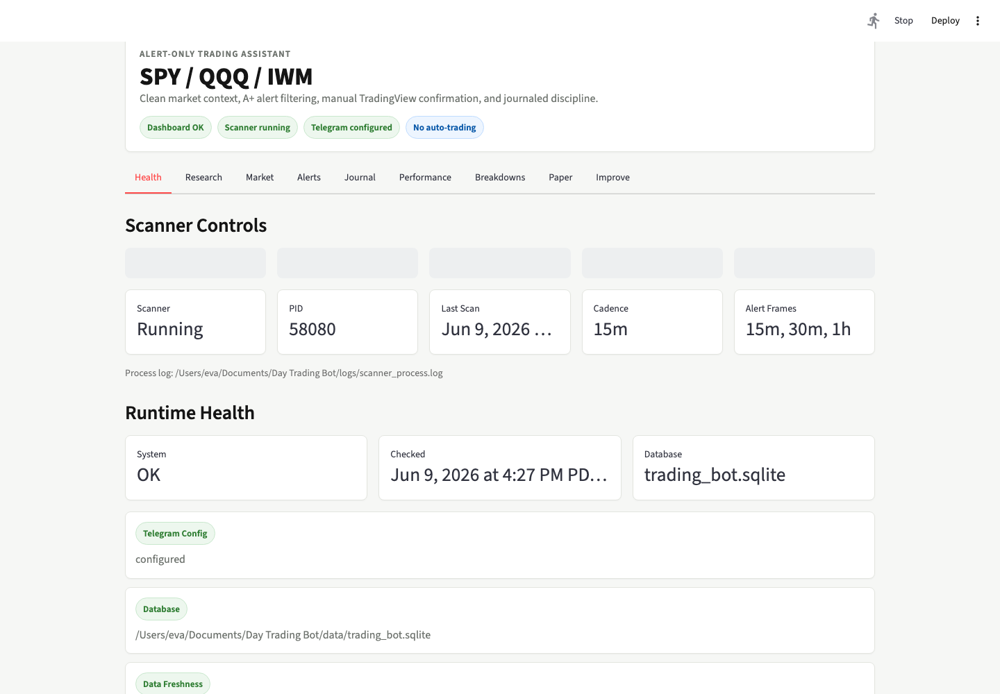 Stop Deploy
ALERT-ONLY TRADING ASSISTANT
SPY / QQQ / IWM
Clean market context, A+ alert filtering, manual TradingView confirmation, and journaled discipline.
Dashboard OK Scanner running Telegram configured No auto-trading
Health Research Market Alerts Journal Performance Breakdowns Paper Improve
Scanner Controls
Scanner PID Last Scan Cadence Alert Frames
Running 58080 Jun 9, 2026 … 15m 15m, 30m, 1h
Process log: /Users/eva/Documents/Day Trading Bot/logs/scanner_process.log
Runtime Health
System Checked Database
OK Jun 9, 2026 at 4:27 PM PD… trading_bot.sqlite
Telegram Config
configured
Database
/Users/eva/Documents/Day Trading Bot/data/trading_bot.sqlite
Data Freshness